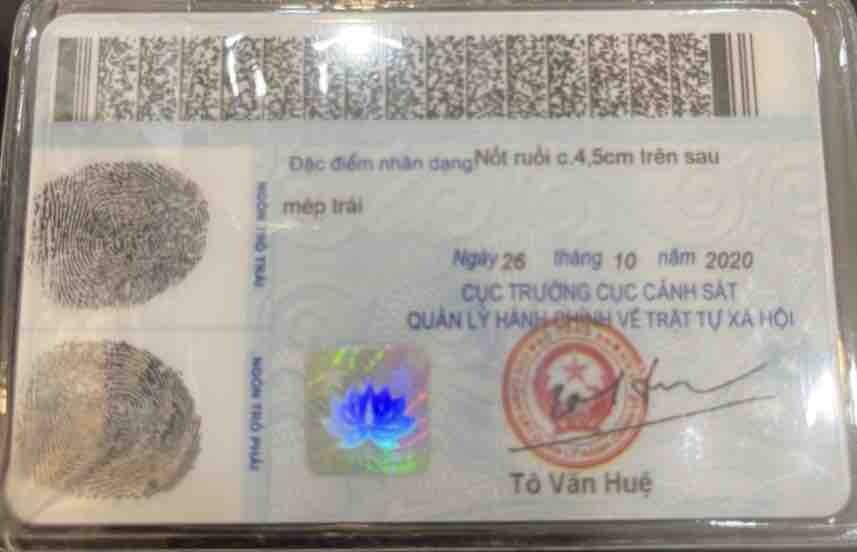 Đặc điểm nhân dạng Nốt ruồi c.4,5cm trên sau
mép trái
NGÓN TRỎ TRÁI
NGÓN TRỎ PHẢI
Ngày 26 tháng 10 năm 2020
CỤC TRƯỞNG CỤC CẢNH SÁT
QUẢN LÝ HÀNH CHÍNH VỀ TRẬT TỰ XÃ HỘI
Tô Văn Huệ